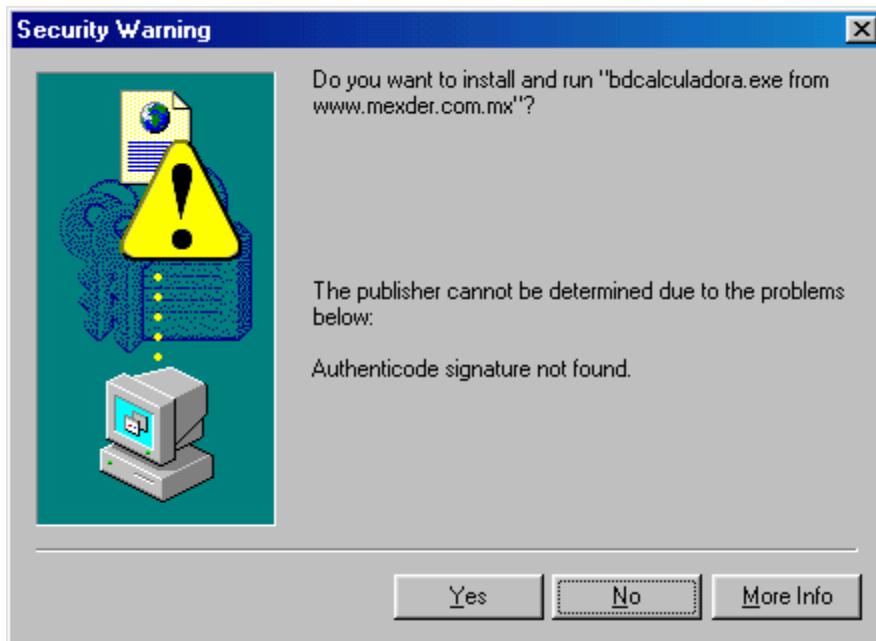 Security Warning
Do you want to install and run "bdcalculadora.exe from
www.mexder.com.mx"?
The publisher cannot be determined due to the problems
below:
Authenticode signature not found.
Yes
No
More Info